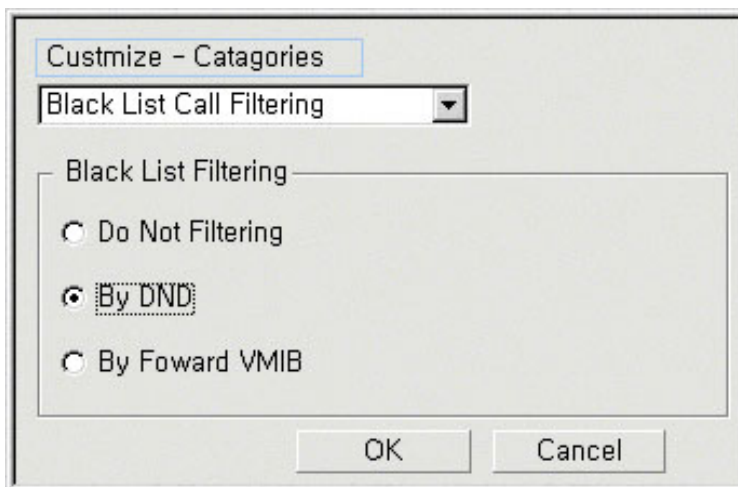 Custmize - Catagories
Black List Call Filtering
Black List Filtering
Do Not Filtering
By DND
By Foward VMIB
OK
Cancel